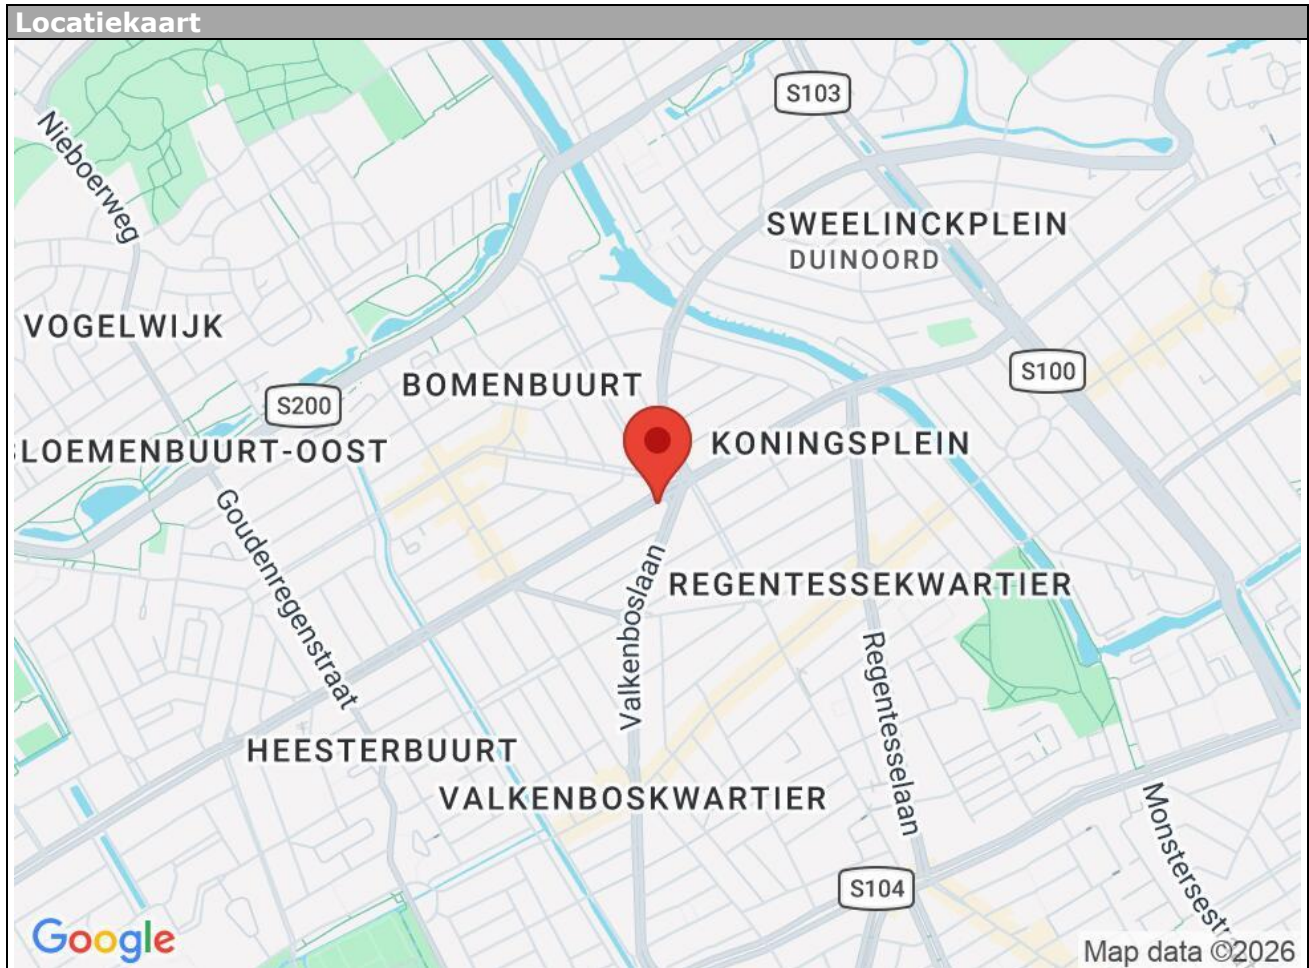 Locatiekaart
S103
Nieboerweg
SWEELINCKPLEIN
DUINOORD
VOGELWIJK
S100
BOMENBUURT
S200
KONINGSPLEIN
LOEMENBUURT-OOST
Goudenregenstraat
Valkenboslaan
REGENTESSEKWARTIER
Regentesselaan
HEESTERBUURT
VALKENBOSKWARTIER
Monstersestr
S104
Google
Map data ©2026